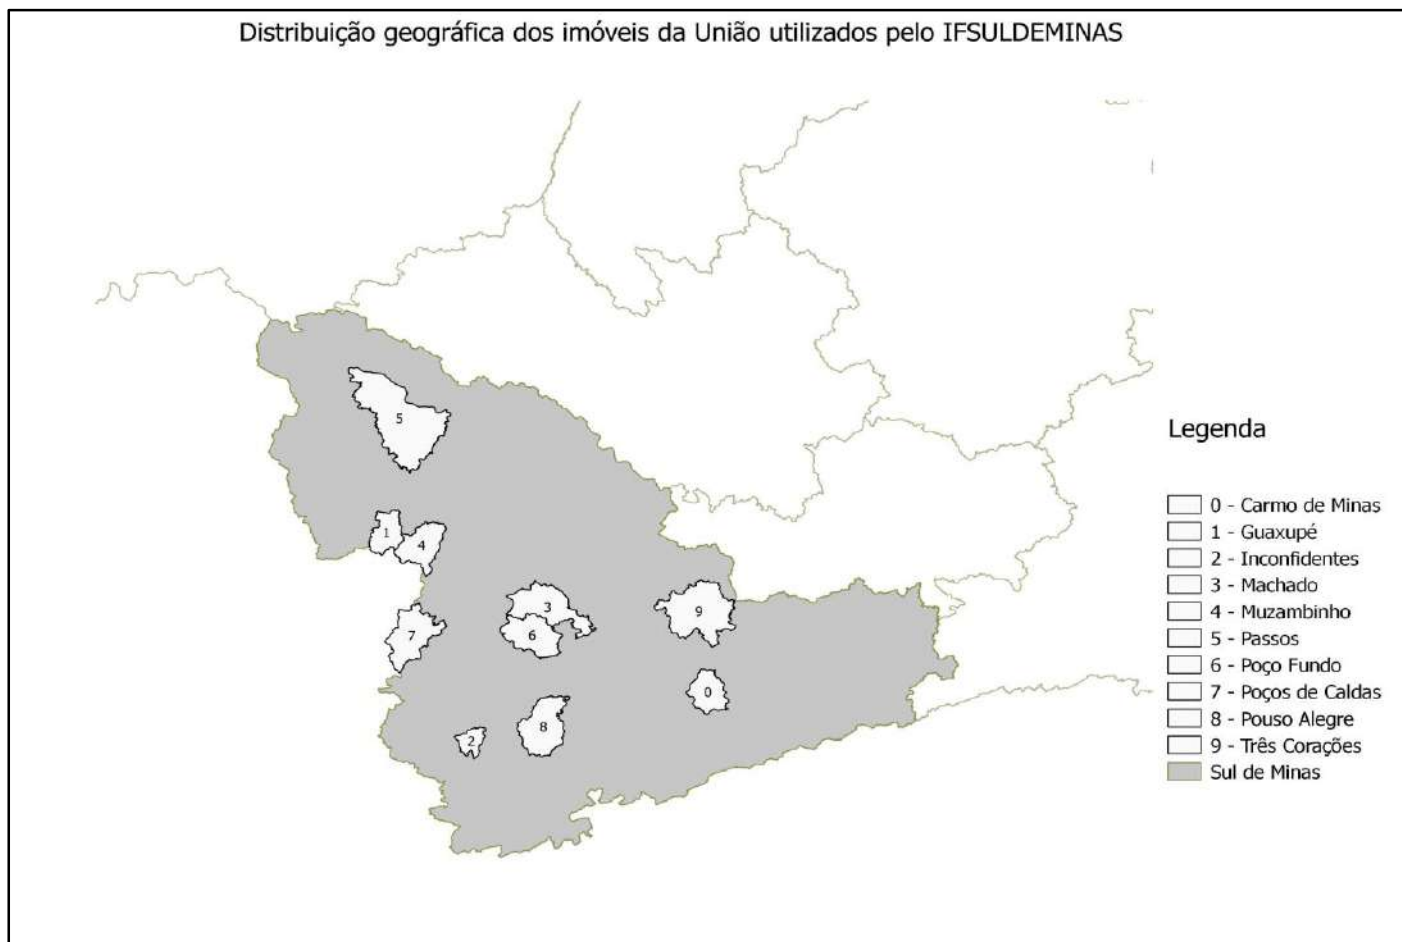 Distribuição geográfica dos imóveis da União utilizados pelo IFSULDEMINAS
5
1
4
3
9
7
6
0
8
2
Legenda
0 - Carmo de Minas
1 - Guaxupé
2 - Inconfidentes
3 - Machado
4 - Muzambinho
5 - Passos
6 - Poço Fundo
7 - Poços de Caldas
8 - Pouso Alegre
9 - Três Corações
Sul de Minas